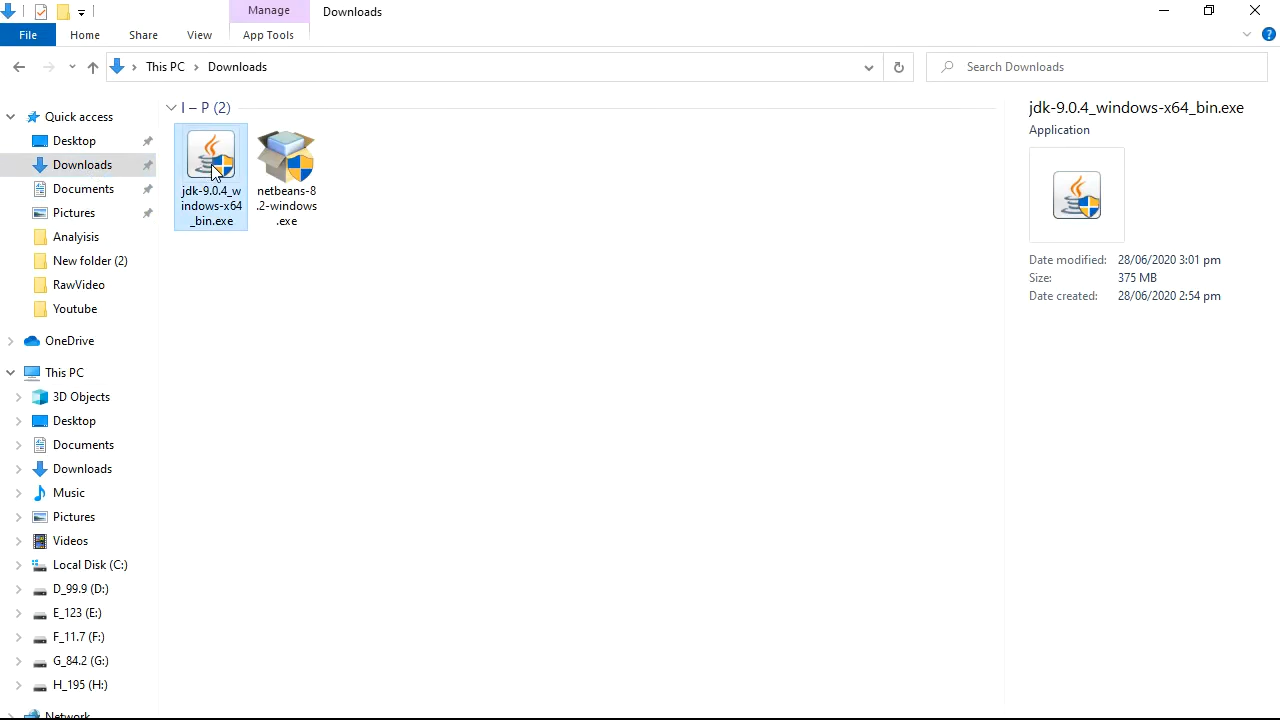 Manage
Downloads
File
Home
Share
View
App Tools
This PC
Downloads
Search Downloads
Quick access
Desktop
Downloads
Documents
Pictures
Analyisis
New folder (2)
RawVideo
Youtube
OneDrive
This PC
3D Objects
Desktop
Documents
Downloads
Music
Pictures
Videos
Local Disk (C:)
D_99.9 (D:)
E_123 (E:)
F_11.7 (F:)
G_84.2 (G:)
H_195 (H:)
Network
I – P (2)
jdk-9.0.4_w
indows-x64
_bin.exe
netbeans-8
.2-windows
.exe
jdk-9.0.4_windows-x64_bin.exe
Application
Date modified: 28/06/2020 3:01 pm
Size: 375 MB
Date created: 28/06/2020 2:54 pm